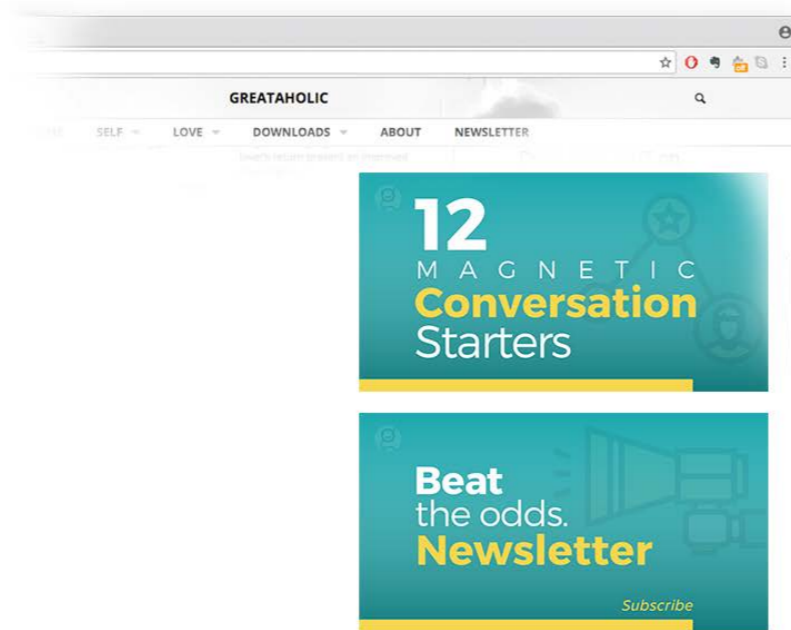 GREATAHOLIC
SELF LOVE DOWNLOADS ABOUT NEWSLETTER
12
MAGNETIC
Conversation
Starters
Beat
the odds.
Newsletter
Subscribe